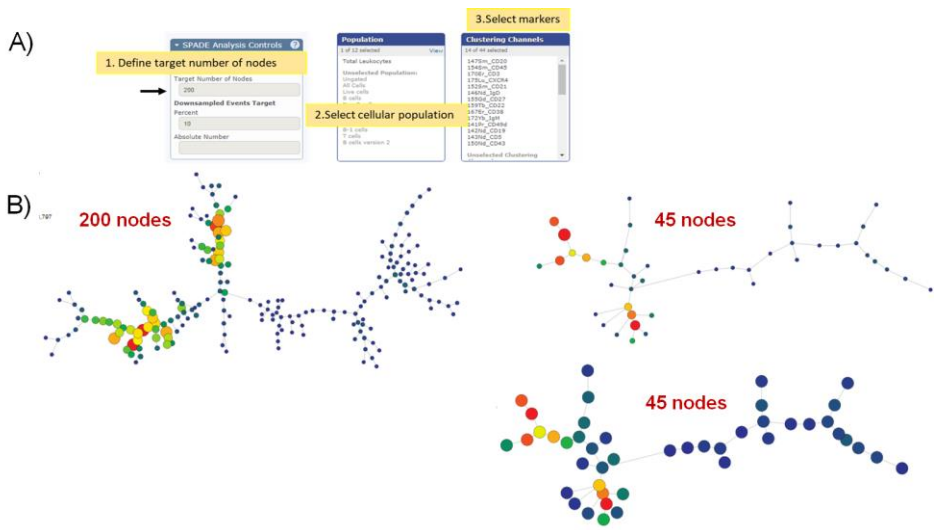 3.Select markers
A)
SPADE Analysis Controls ?
1. Define target number of nodes
Target Number of Nodes
200
Downsampled Events Target
Percent
10
Absolute Number
Population
1 of 12 selected View
Total Leukocytes
Unselected Population:
Ungated
All Cells
Live cells
B cells
2.Select cellular population
B-1 cells
T cells
B cells version 2
Clustering Channels
14 of 44 selected
147Sm_CD20
154Sm_CD45
170Er_CD3
175Lu_CXCR4
152Sm_CD21
146Nd_IgD
155Gd_CD27
159Tb_CD22
167Er_CD38
172Yb_IgM
141Pr_CD49d
142Nd_CD19
143Nd_CD5
150Nd_CD43
Unselected Clustering
B)
200 nodes
45 nodes
45 nodes